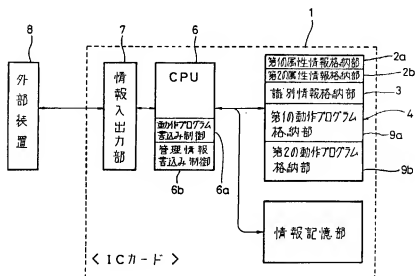 1
8
7
6
外部装置
情報入出力部
CPU
動作プログラム
書込み制御
管理情報
書込み制御
6a
6b
第1の属性情報格納部
2a
第2の属性情報格納部
2b
識別情報格納部
3
第1の動作プログラム
格納部
4
9a
第2の動作プログラム
格納部
9b
情報記憶部
<ICカード>